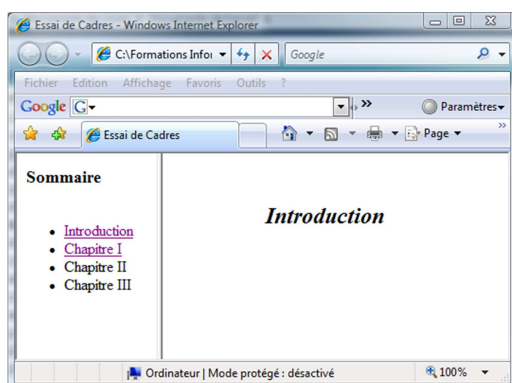 Essai de Cadres - Windows Internet Explorer
C:\Formations Infor
Google
Fichier Edition Affichage Favoris Outils ?
Google G Paramètres
Essai de Cadres Page
Sommaire
Introduction
Chapitre I
Chapitre II
Chapitre III
Introduction
Ordinateur | Mode protégé : désactivé 100%